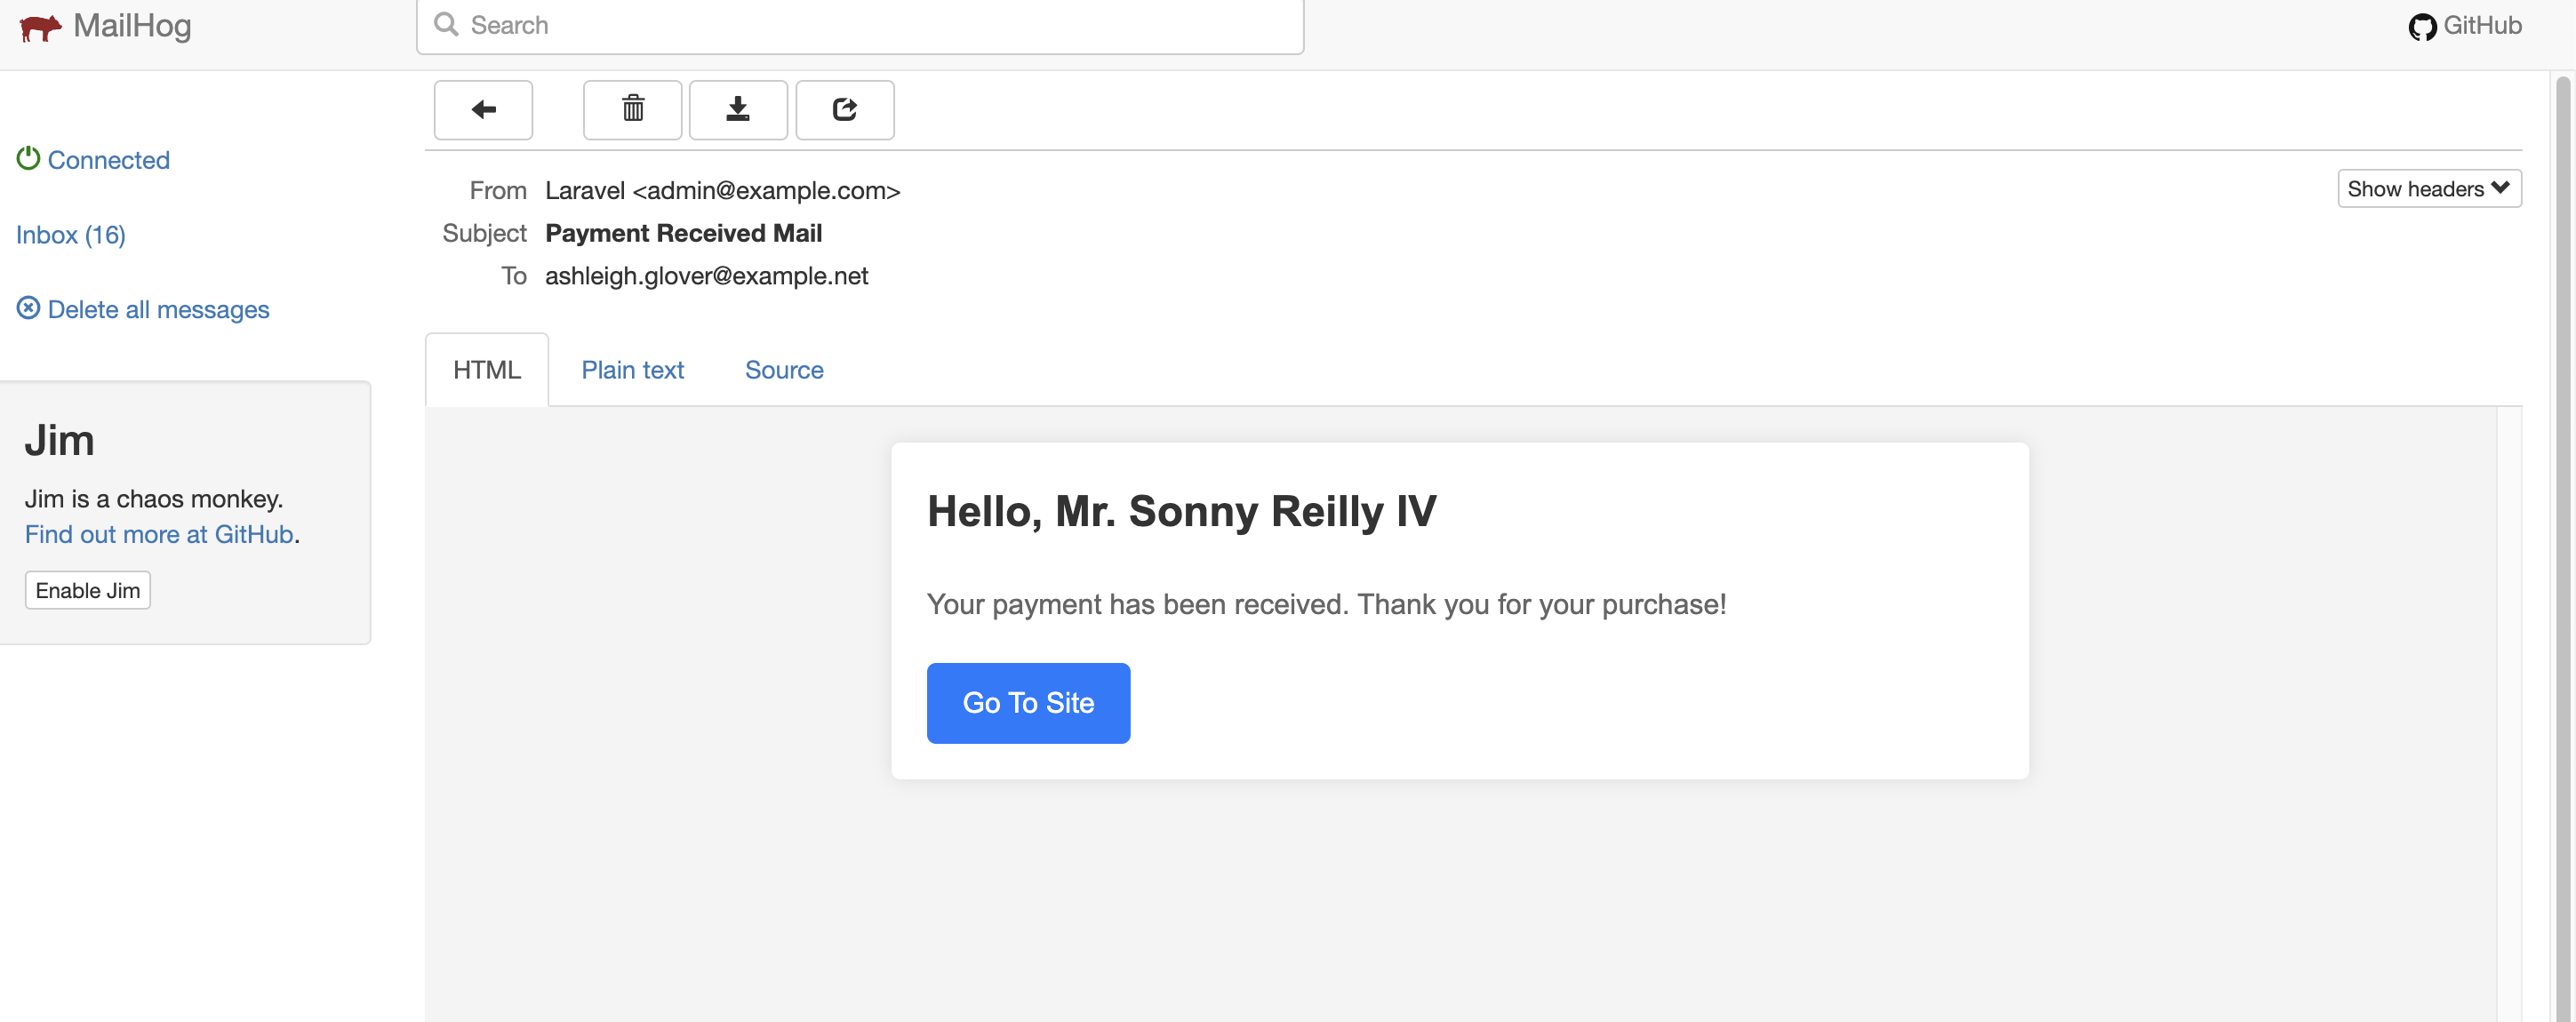 MailHog
Search
GitHub
Connected
Inbox (16)
Delete all messages
Jim
Jim is a chaos monkey.
Find out more at GitHub.
Enable Jim
From Laravel <admin@example.com>
Show headers
Subject Payment Received Mail
To ashleigh.glover@example.net
HTML Plain text Source
Hello, Mr. Sonny Reilly IV
Your payment has been received. Thank you for your purchase!
Go To Site